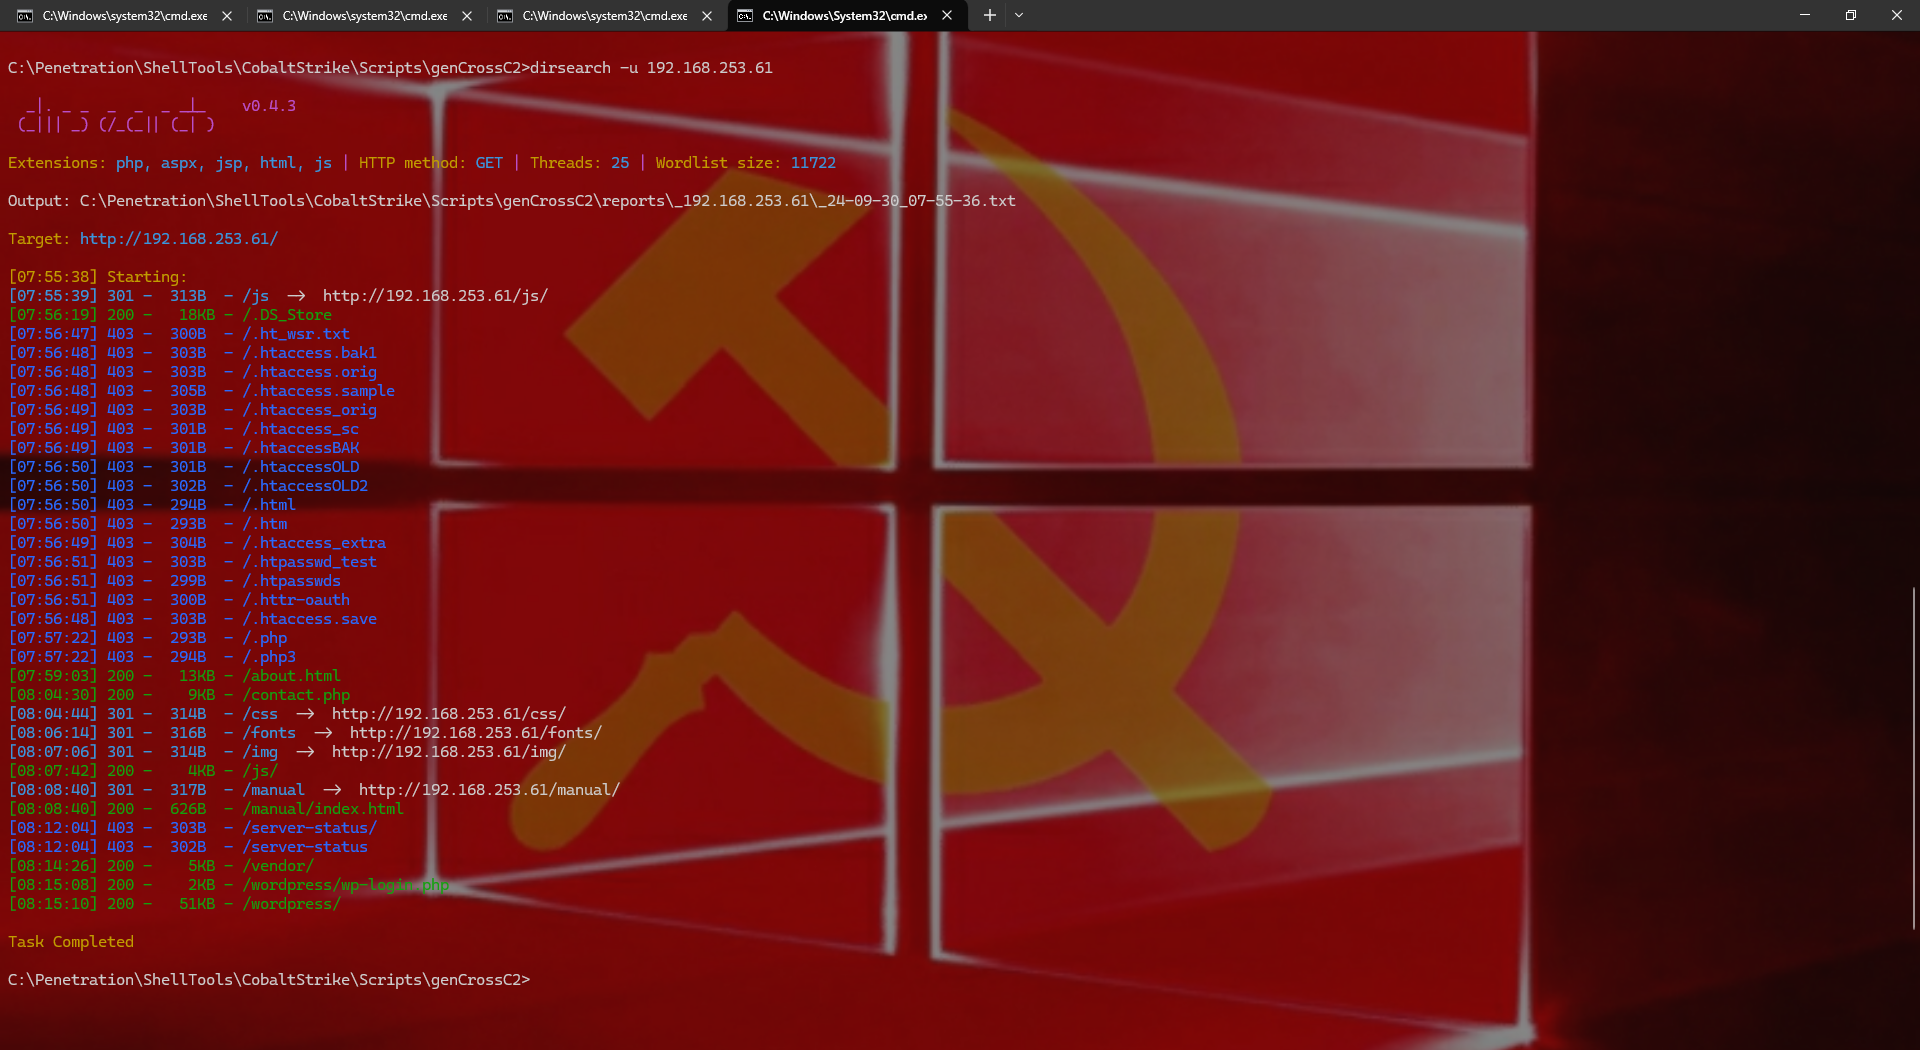 C:\Windows\system32\cmd.exe
C:\Windows\system32\cmd.exe
C:\Windows\system32\cmd.exe
C:\Windows\System32\cmd.ex
C:\Penetration\ShellTools\CobaltStrike\Scripts\genCrossC2>dirsearch -u 192.168.253.61
  _|. _ _  _  _  _ _|_    v0.4.3
 (_||| _) (/_(_|| (_| )
Extensions: php, aspx, jsp, html, js | HTTP method: GET | Threads: 25 | Wordlist size: 11722
Output: C:\Penetration\ShellTools\CobaltStrike\Scripts\genCrossC2\reports\_192.168.253.61\_24-09-30_07-55-36.txt
Target: http://192.168.253.61/
[07:55:38] Starting:
[07:55:39] 301 -  313B  - /js  ->  http://192.168.253.61/js/
[07:56:19] 200 -   18KB - /.DS_Store
[07:56:47] 403 -  300B  - /.ht_wsr.txt
[07:56:48] 403 -  303B  - /.htaccess.bak1
[07:56:48] 403 -  303B  - /.htaccess.orig
[07:56:48] 403 -  305B  - /.htaccess.sample
[07:56:49] 403 -  303B  - /.htaccess_orig
[07:56:49] 403 -  301B  - /.htaccess_sc
[07:56:49] 403 -  301B  - /.htaccessBAK
[07:56:50] 403 -  301B  - /.htaccessOLD
[07:56:50] 403 -  302B  - /.htaccessOLD2
[07:56:50] 403 -  294B  - /.html
[07:56:50] 403 -  293B  - /.htm
[07:56:49] 403 -  304B  - /.htaccess_extra
[07:56:51] 403 -  303B  - /.htpasswd_test
[07:56:51] 403 -  299B  - /.htpasswds
[07:56:51] 403 -  300B  - /.httr-oauth
[07:56:48] 403 -  303B  - /.htaccess.save
[07:57:22] 403 -  293B  - /.php
[07:57:22] 403 -  294B  - /.php3
[07:59:03] 200 -   13KB - /about.html
[08:04:30] 200 -    9KB - /contact.php
[08:04:44] 301 -  314B  - /css  ->  http://192.168.253.61/css/
[08:06:14] 301 -  316B  - /fonts  ->  http://192.168.253.61/fonts/
[08:07:06] 301 -  314B  - /img  ->  http://192.168.253.61/img/
[08:07:42] 200 -    4KB - /js/
[08:08:40] 301 -  317B  - /manual  ->  http://192.168.253.61/manual/
[08:08:40] 200 -  626B  - /manual/index.html
[08:12:04] 403 -  303B  - /server-status/
[08:12:04] 403 -  302B  - /server-status
[08:14:26] 200 -    5KB - /vendor/
[08:15:08] 200 -    2KB - /wordpress/wp-login.php
[08:15:10] 200 -   51KB - /wordpress/
Task Completed
C:\Penetration\ShellTools\CobaltStrike\Scripts\genCrossC2>